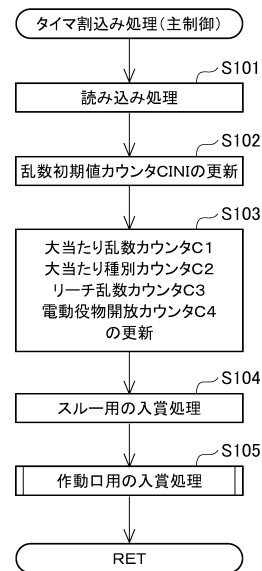 タイマ割込み処理(主制御)
S101
読み込み処理
S102
乱数初期値カウンタCINIの更新
S103
大当たり乱数カウンタC1
大当たり種別カウンタC2
リーチ乱数カウンタC3
電動役物開放カウンタC4
の更新
S104
スルー用の入賞処理
S105
作動口用の入賞処理
RET